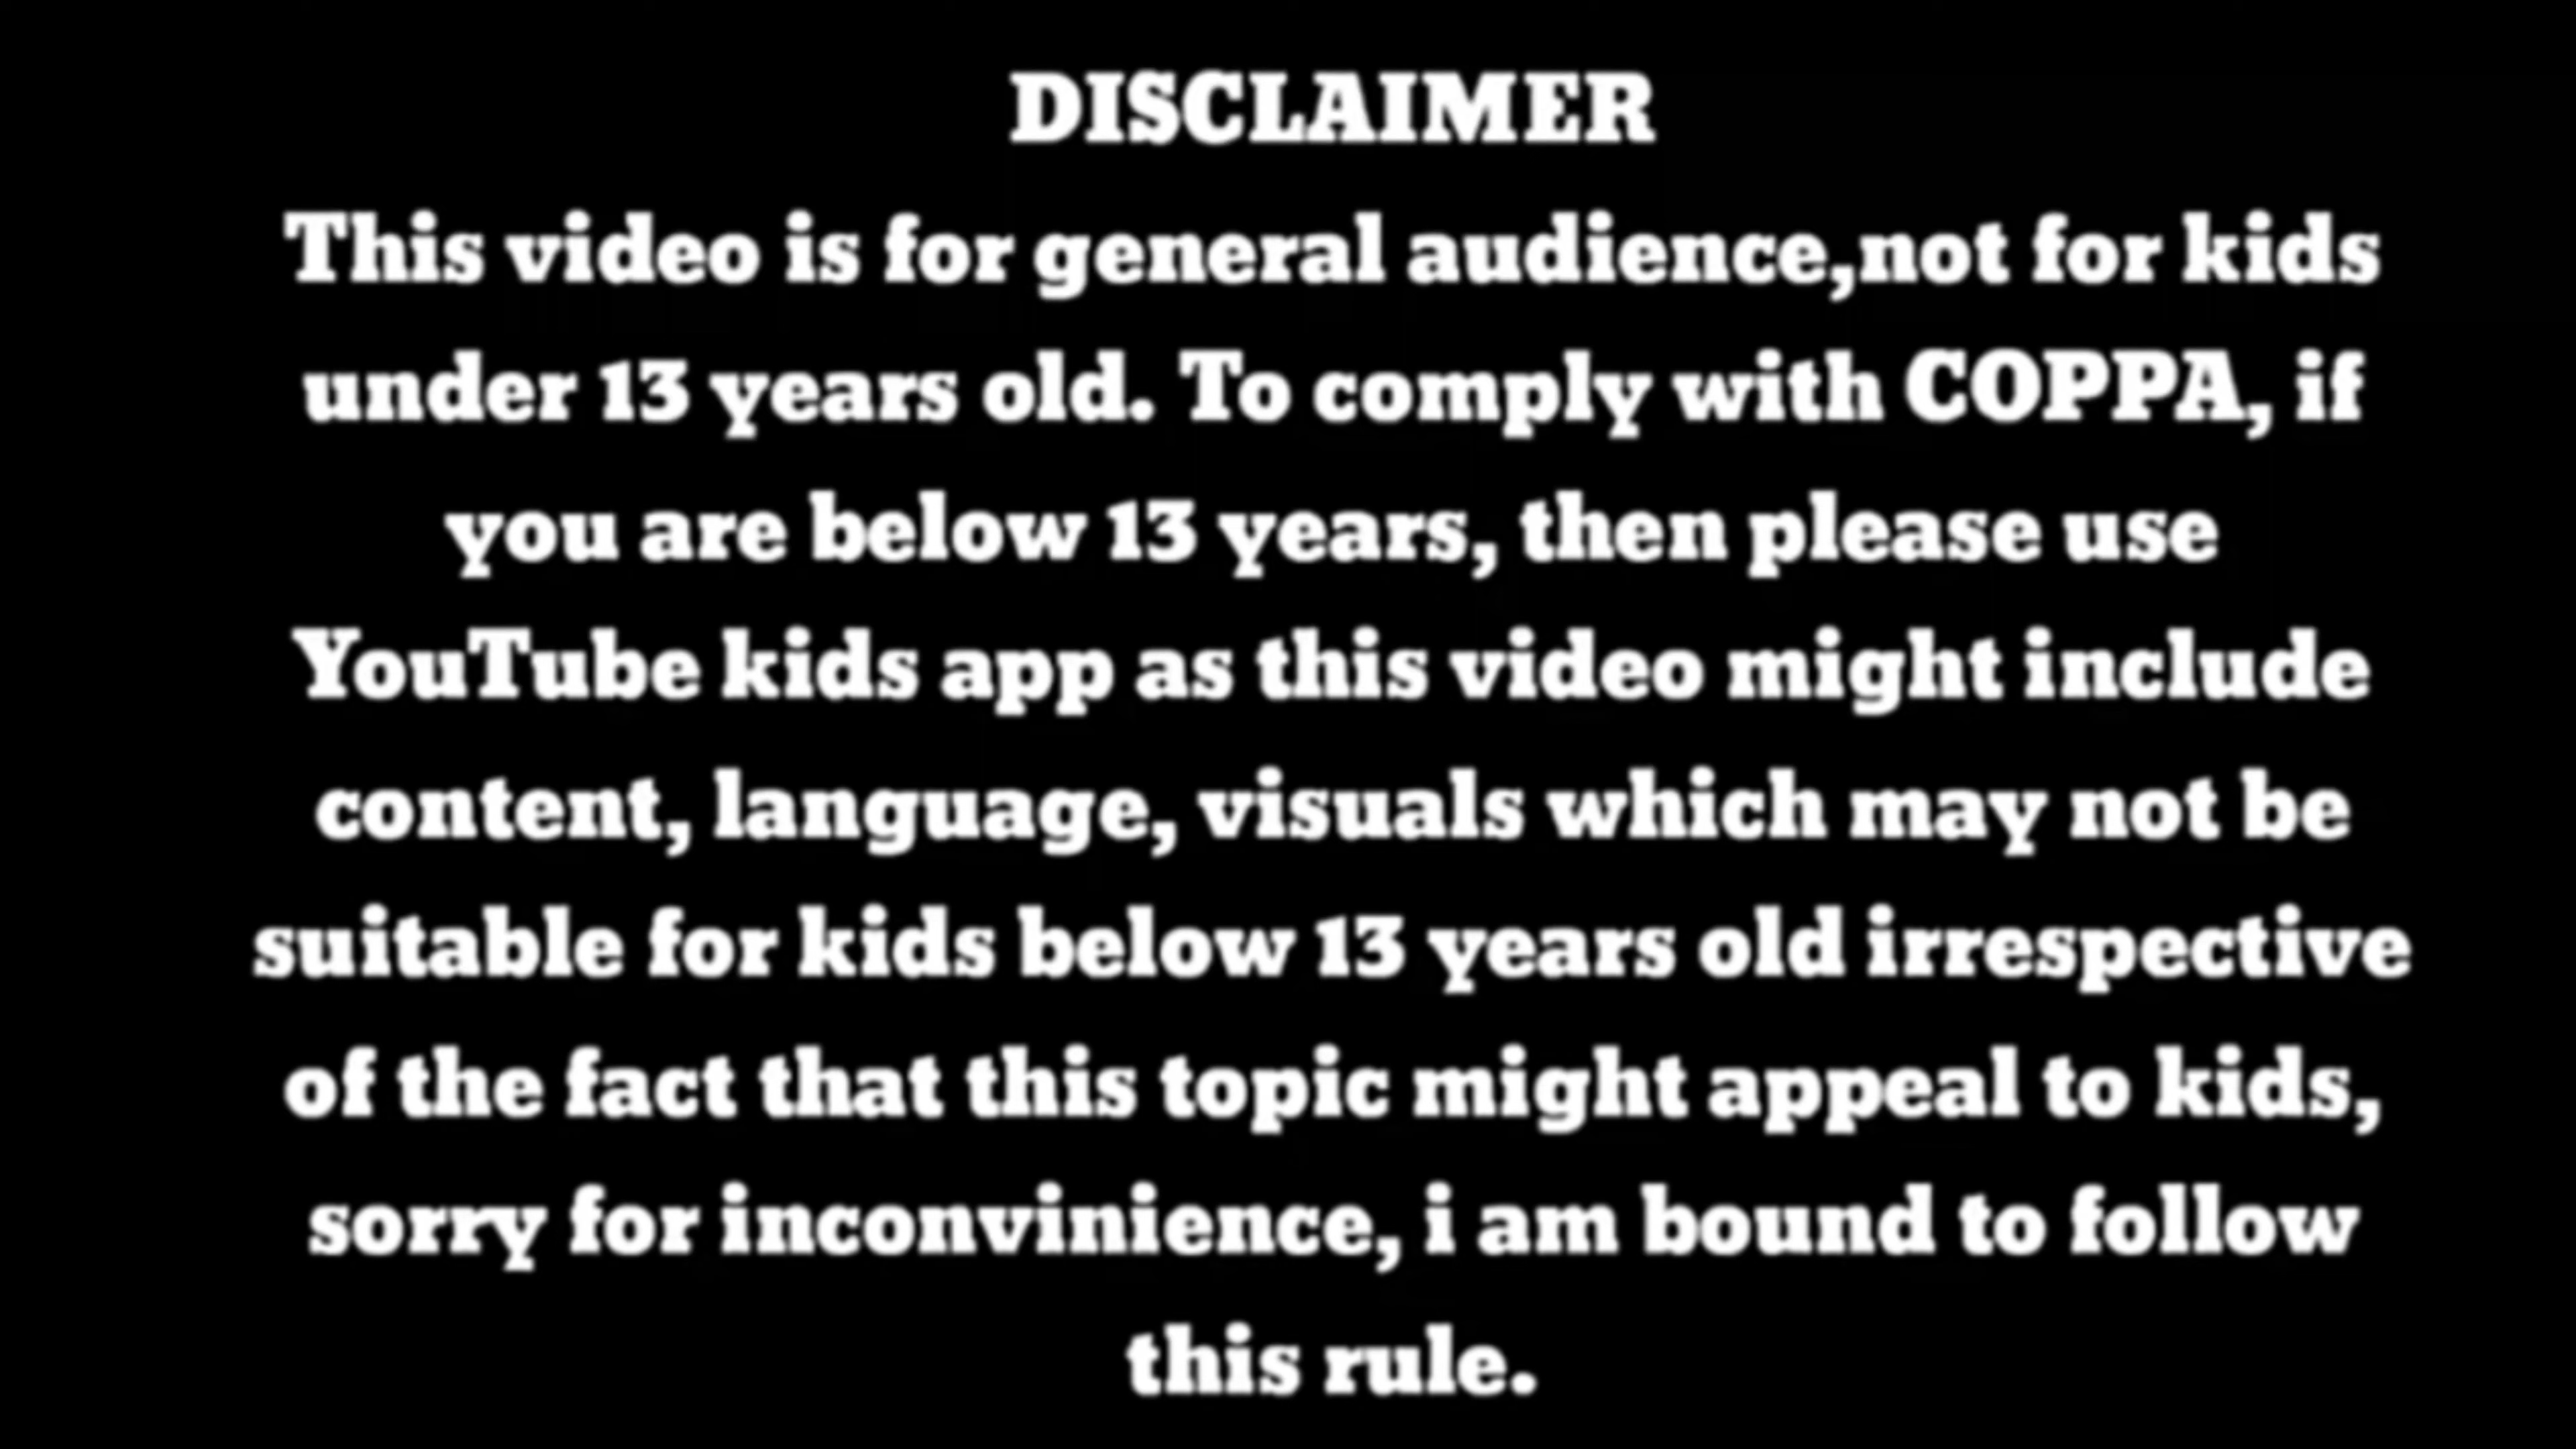 DISCLAIMER
This video is for general audience,not for kids
under 13 years old. To comply with COPPA, if
you are below 13 years, then please use
YouTube kids app as this video might include
content, language, visuals which may not be
suitable for kids below 13 years old irrespective
of the fact that this topic might appeal to kids,
sorry for inconvinience, i am bound to follow
this rule.